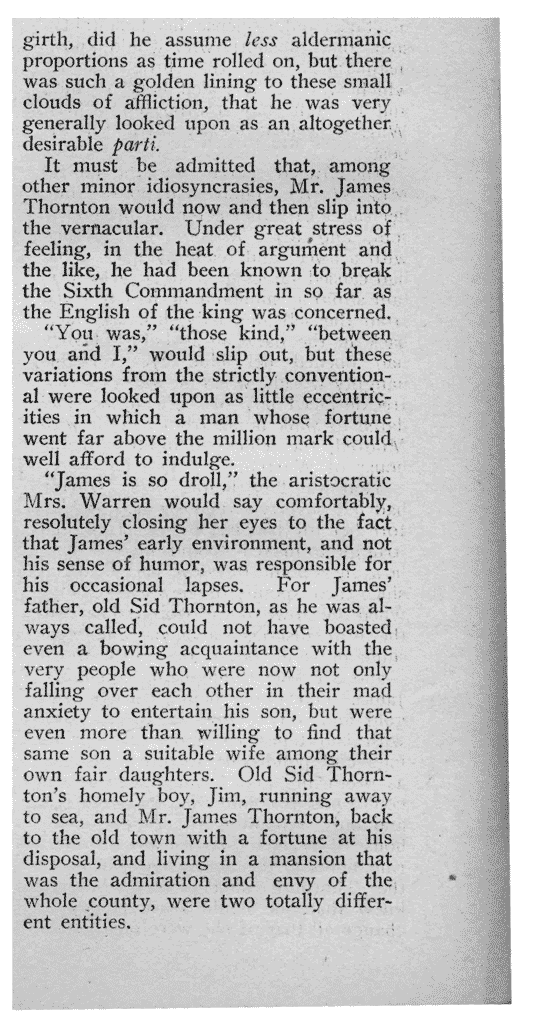 girth, did he assume less aldermanic
proportions as time rolled on, but there
was such a golden lining to these small
clouds of affliction, that he was very
generally looked upon as an altogether
desirable parti.
It must be admitted that, among
other minor idiosyncrasies, Mr. James
Thornton would now and then slip into
the vernacular. Under great stress of
feeling, in the heat of argument and
the like, he had been known to break
the Sixth Commandment in so far as
the English of the king was concerned.
“You was,” “those kind,” “between
you and I,” would slip out, but these
variations from the strictly convention-
al were looked upon as little eccentric-
ities in which a man whose fortune
went far above the million mark could
well afford to indulge.
“James is so droll,” the aristocratic
Mrs. Warren would say comfortably,
resolutely closing her eyes to the fact
that James’ early environment, and not
his sense of humor, was responsible for
his occasional lapses. For James’
father, old Sid Thornton, as he was al-
ways called, could not have boasted
even a bowing acquaintance with the
very people who were now not only
falling over each other in their mad
anxiety to entertain his son, but were
even more than willing to find that
same son a suitable wife among their
own fair daughters. Old Sid Thorn-
ton’s homely boy, Jim, running away
to sea, and Mr. James Thornton, back
to the old town with a fortune at his
disposal, and living in a mansion that
was the admiration and envy of the
whole county, were two totally differ-
ent entities.